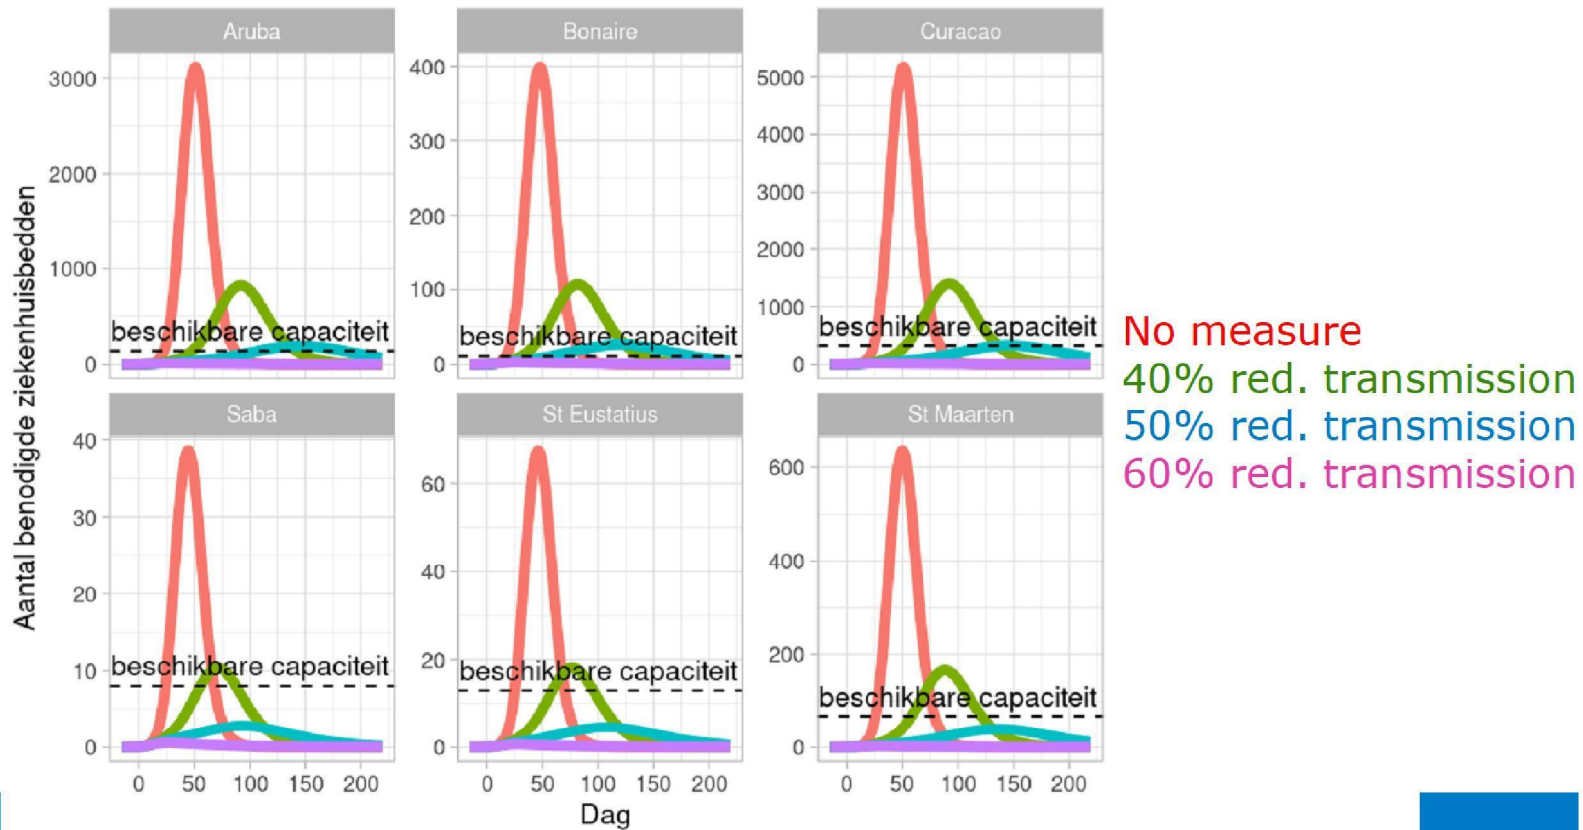 Aruba
Bonaire
Curacao
3000
2000
1000
0
beschikbare capaciteit
400
300
200
100
0
beschikbare capaciteit
5000
4000
3000
2000
1000
0
beschikbare capaciteit
Aantal benodigde ziekenhuisbedden
Saba
St Eustatius
St Maarten
40
30
20
10
0
beschikbare capaciteit
0 50 100 150 200
60
40
20
0
beschikbare capaciteit
0 50 100 150 200
600
400
200
0
beschikbare capaciteit
0 50 100 150 200
Dag
No measure
40% red. transmission
50% red. transmission
60% red. transmission